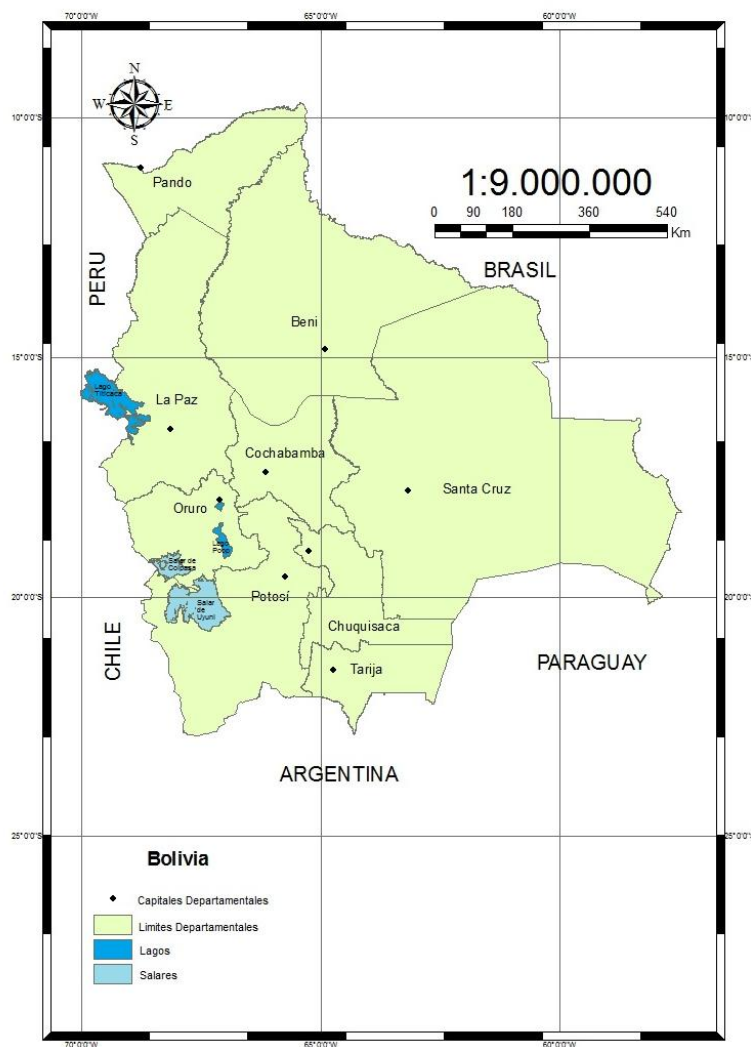 70°0'0"W 65°0'0"W 60°0'0"W
N
W E
S
10°0'0"S 10°0'0"S
Pando
1:9.000.000
0 90 180 360 540
Km
PERU
BRASIL
Beni
15°0'0"S 15°0'0"S
Lago
Titicaca
La Paz
Cochabamba
Santa Cruz
Oruro
Lago
Poopó
Salar de
Coipasa
Salar
de
Uyuni
20°0'0"S 20°0'0"S
Potosí
Chuquisaca
CHILE
PARAGUAY
Tarija
ARGENTINA
25°0'0"S 25°0'0"S
Bolivia
Capitales Departamentales
Limites Departamentales
Lagos
Salares
70°0'0"W 65°0'0"W 60°0'0"W